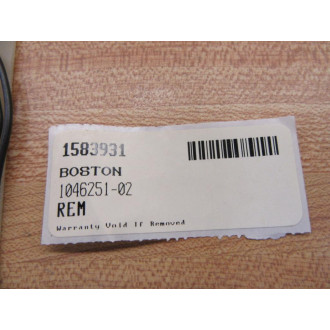 1583931
BOSTON
1046251-02
REM
Warranty Void If Removed